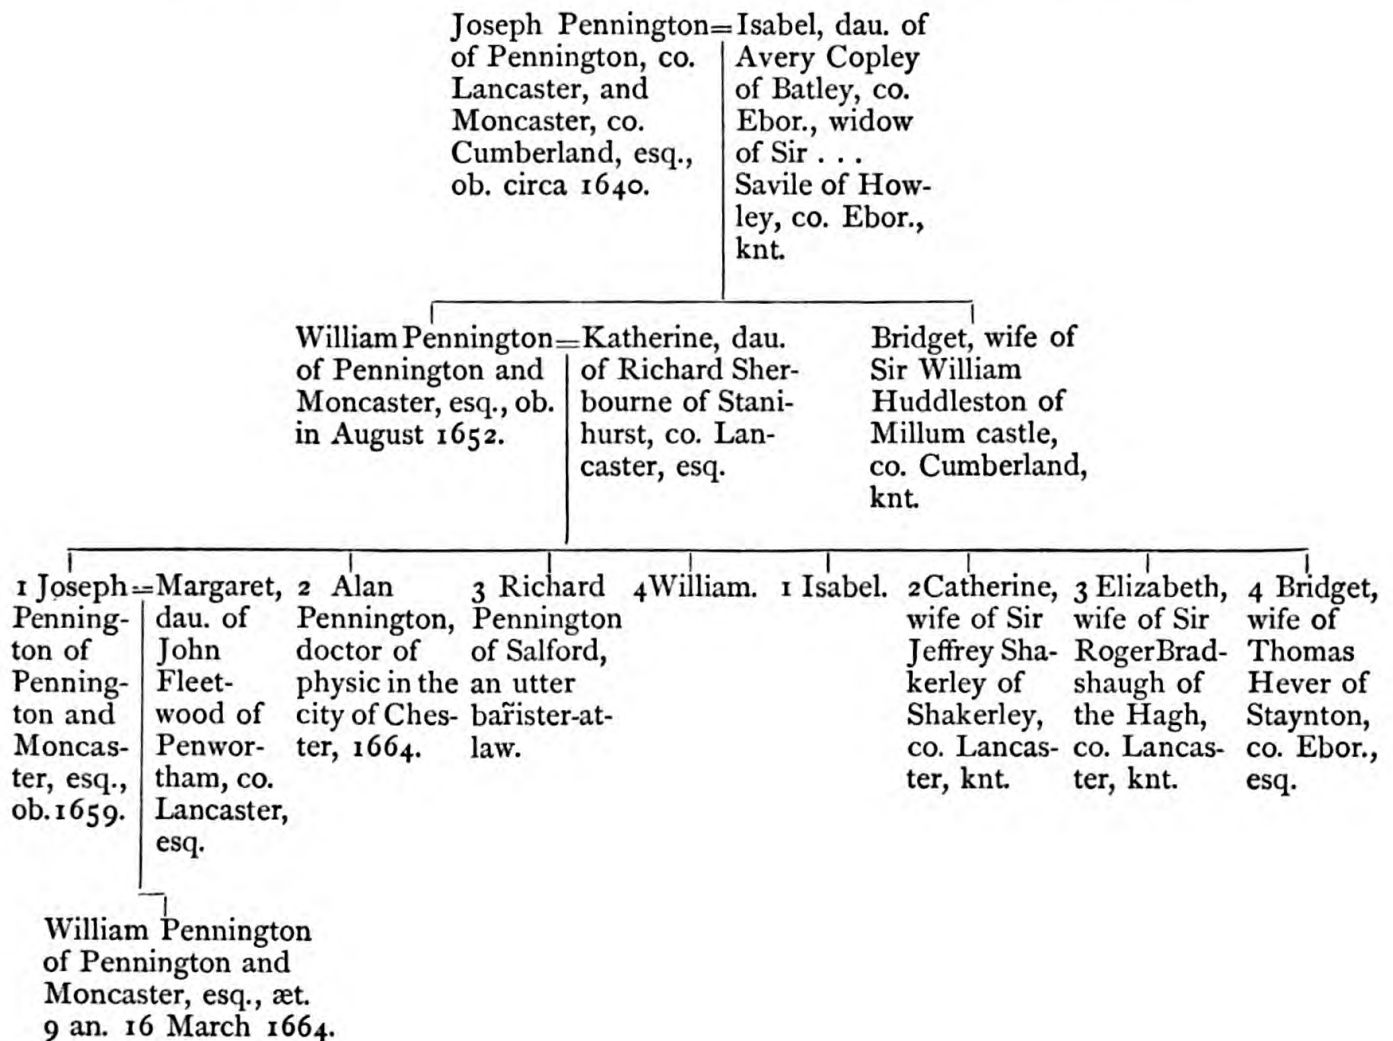 Joseph Pennington=Isabel, dau. of
of Pennington, co. Avery Copley
Lancaster, and of Batley, co.
Moncaster, co. Ebor., widow
Cumberland, esq., of Sir . . .
ob. circa 1640. Savile of How-
ley, co. Ebor.,
knt.
William Pennington=Katherine, dau. Bridget, wife of
of Pennington and of Richard Sher- Sir William
Moncaster, esq., ob. bourne of Stani- Huddleston of
in August 1652. hurst, co. Lan- Millum castle,
caster, esq. co. Cumberland,
knt.
1 Joseph=Margaret, 2 Alan 3 Richard 4 William. 1 Isabel. 2 Catherine, 3 Elizabeth, 4 Bridget,
Penning- dau. of Pennington, Pennington wife of Sir wife of Sir wife of
ton of John doctor of of Salford, Jeffrey Sha- Roger Brad- Thomas
Penning- Fleet- physic in the an utter kerley of shaugh of Hever of
ton and wood of city of Ches- bar̃ister-at- Shakerley, the Hagh, Staynton,
Moncas- Penwor- ter, 1664. law. co. Lancas- co. Lancas- co. Ebor.,
ter, esq., tham, co. ter, knt. ter, knt. esq.
ob. 1659. Lancaster,
esq.
William Pennington
of Pennington and
Moncaster, esq., æt.
9 an. 16 March 1664.